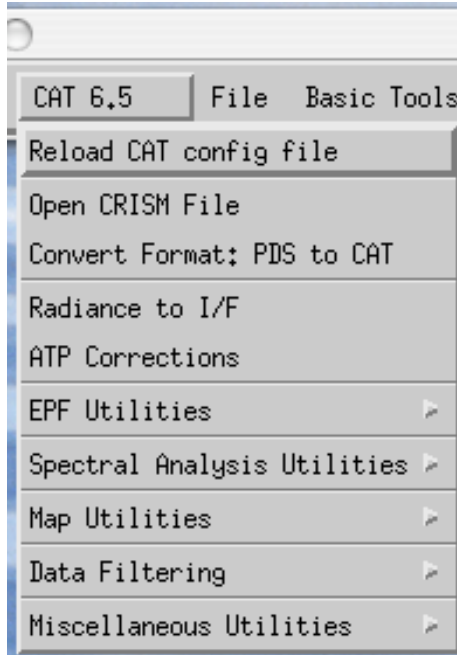 CAT 6.5 File Basic Tools
Reload CAT config file
Open CRISM File
Convert Format: PDS to CAT
Radiance to I/F
ATP Corrections
EPF Utilities
Spectral Analysis Utilities
Map Utilities
Data Filtering
Miscellaneous Utilities